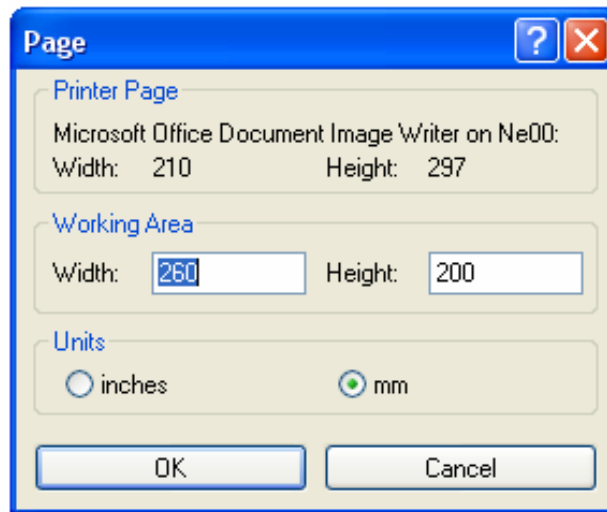 Page
Printer Page
Microsoft Office Document Image Writer on Ne00:
Width: 210 Height: 297
Working Area
Width: 260 Height: 200
Units
inches mm
OK Cancel